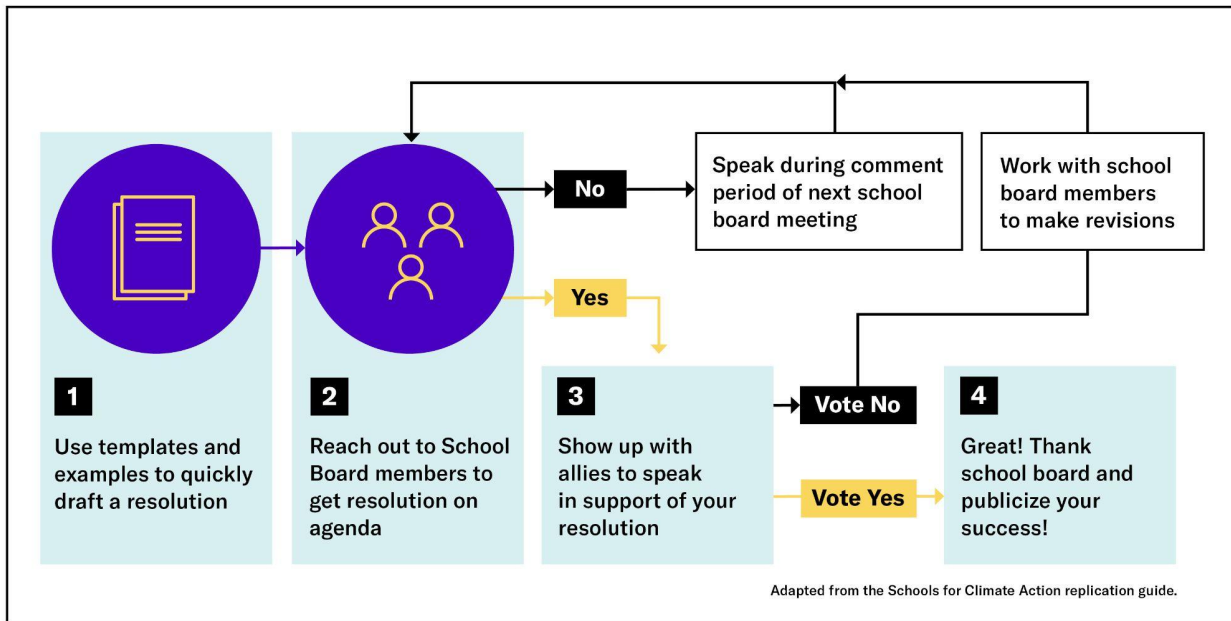 No
Speak during comment
period of next school
board meeting
Work with school
board members
to make revisions
Yes
1
Use templates and
examples to quickly
draft a resolution
2
Reach out to School
Board members to
get resolution on
agenda
3
Show up with
allies to speak
in support of your
resolution
Vote No
Vote Yes
4
Great! Thank
school board and
publicize your
success!
Adapted from the Schools for Climate Action replication guide.